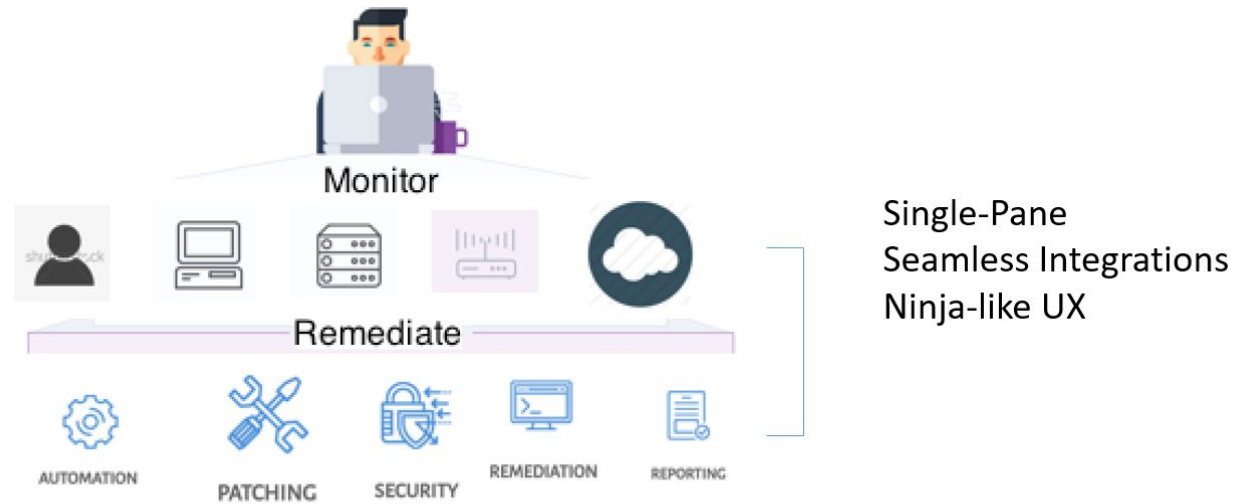 Monitor
Single-Pane
Seamless Integrations
Ninja-like UX
Remediate
AUTOMATION
PATCHING
SECURITY
REMEDIATION
REPORTING